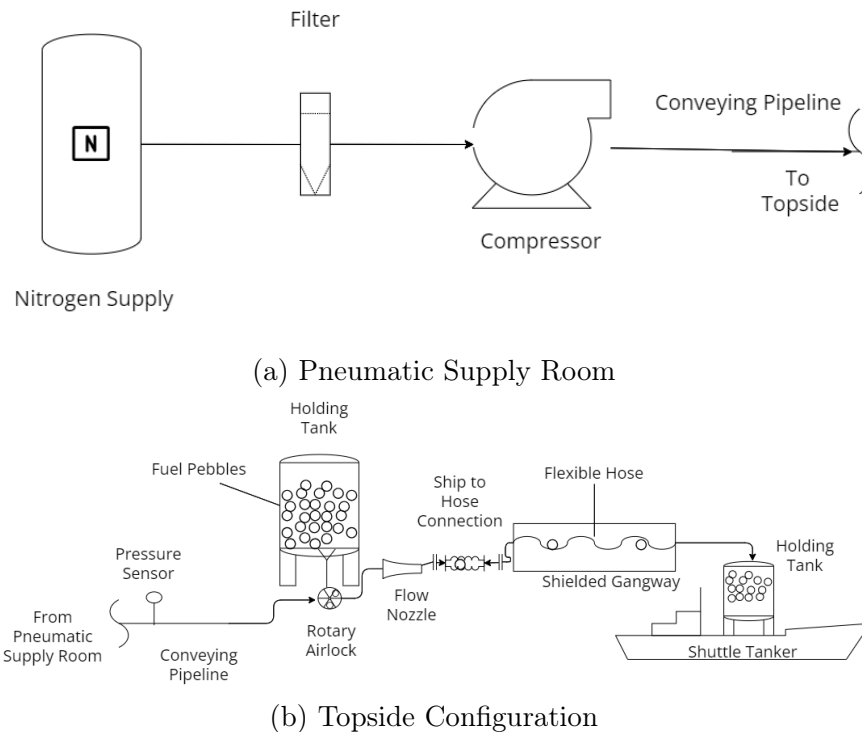 Filter
N
Conveying Pipeline
To
Topside
Compressor
Nitrogen Supply
(a) Pneumatic Supply Room
Holding
Tank
Fuel Pebbles
Ship to
Hose
Connection
Flexible Hose
Pressure
Sensor
Holding
Tank
Shielded Gangway
Flow
Nozzle
From
Pneumatic
Supply Room
Rotary
Airlock
Conveying
Pipeline
Shuttle Tanker
(b) Topside Configuration